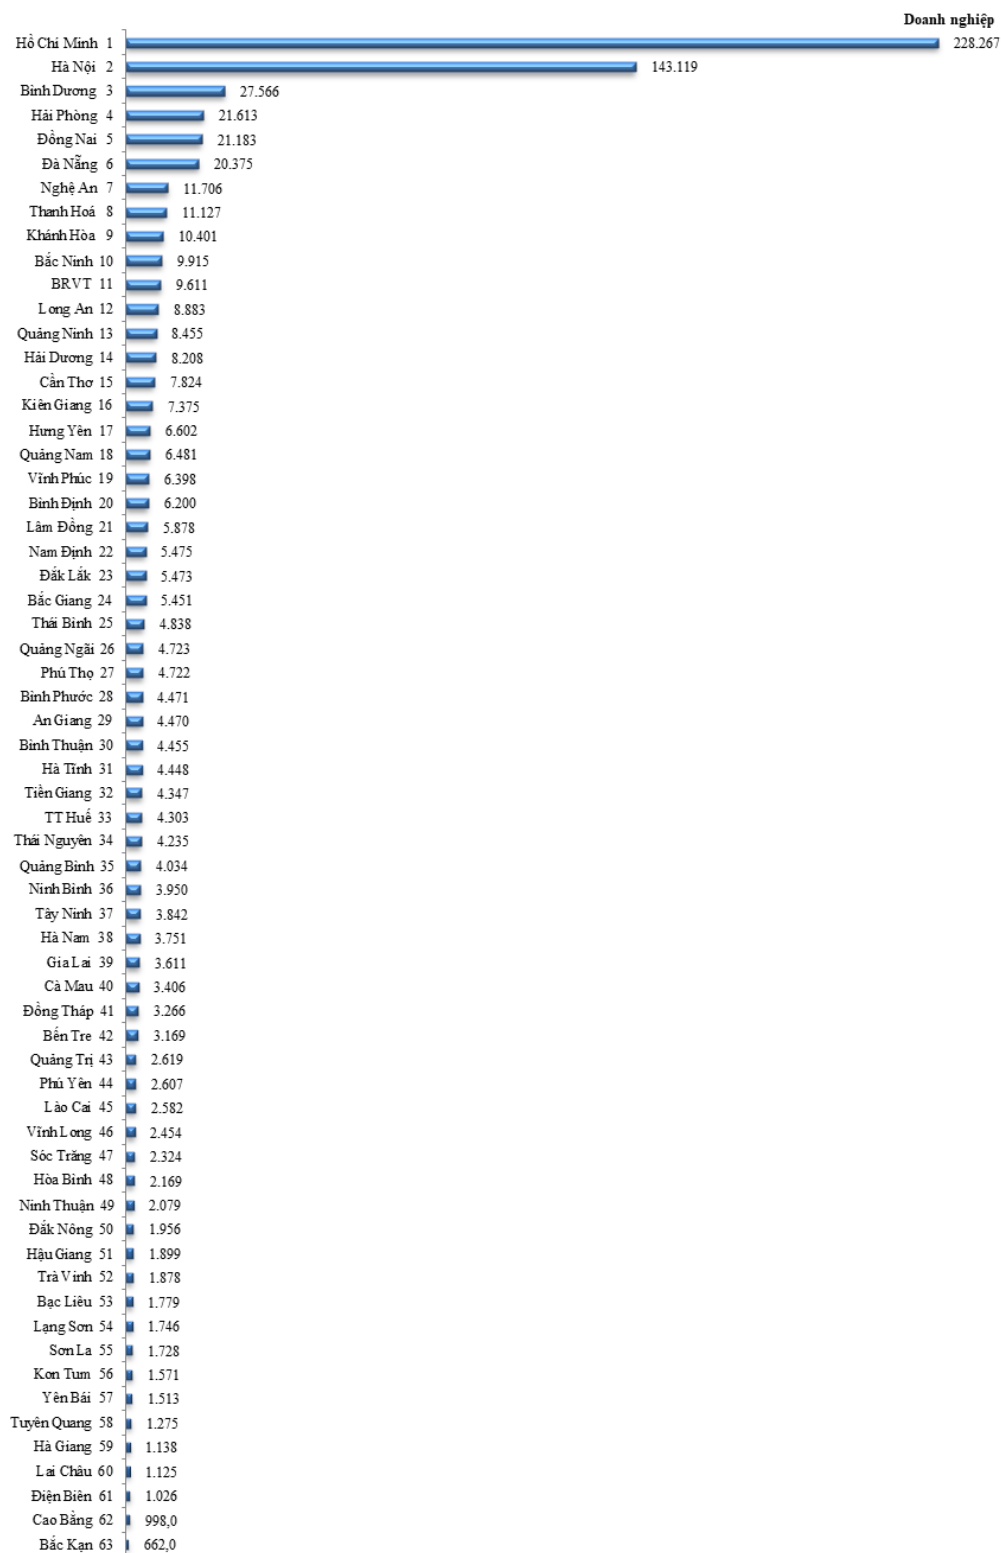 Doanh nghiệp
Hồ Chí Minh 1 228.267
Hà Nội 2 143.119
Bình Dương 3 27.566
Hải Phòng 4 21.613
Đồng Nai 5 21.183
Đà Nẵng 6 20.375
Nghệ An 7 11.706
Thanh Hoá 8 11.127
Khánh Hòa 9 10.401
Bắc Ninh 10 9.915
BRVT 11 9.611
Long An 12 8.883
Quảng Ninh 13 8.455
Hải Dương 14 8.208
Cần Thơ 15 7.824
Kiên Giang 16 7.375
Hưng Yên 17 6.602
Quảng Nam 18 6.481
Vĩnh Phúc 19 6.398
Bình Định 20 6.200
Lâm Đồng 21 5.878
Nam Định 22 5.475
Đắk Lắk 23 5.473
Bắc Giang 24 5.451
Thái Bình 25 4.838
Quảng Ngãi 26 4.723
Phú Thọ 27 4.722
Bình Phước 28 4.471
An Giang 29 4.470
Bình Thuận 30 4.455
Hà Tĩnh 31 4.448
Tiền Giang 32 4.347
TT Huế 33 4.303
Thái Nguyên 34 4.235
Quảng Bình 35 4.034
Ninh Bình 36 3.950
Tây Ninh 37 3.842
Hà Nam 38 3.751
Gia Lai 39 3.611
Cà Mau 40 3.406
Đồng Tháp 41 3.266
Bến Tre 42 3.169
Quảng Trị 43 2.619
Phú Yên 44 2.607
Lào Cai 45 2.582
Vĩnh Long 46 2.454
Sóc Trăng 47 2.324
Hòa Bình 48 2.169
Ninh Thuận 49 2.079
Đắk Nông 50 1.956
Hậu Giang 51 1.899
Trà Vinh 52 1.878
Bạc Liêu 53 1.779
Lạng Sơn 54 1.746
Sơn La 55 1.728
Kon Tum 56 1.571
Yên Bái 57 1.513
Tuyên Quang 58 1.275
Hà Giang 59 1.138
Lai Châu 60 1.125
Điện Biên 61 1.026
Cao Bằng 62 998,0
Bắc Kạn 63 662,0